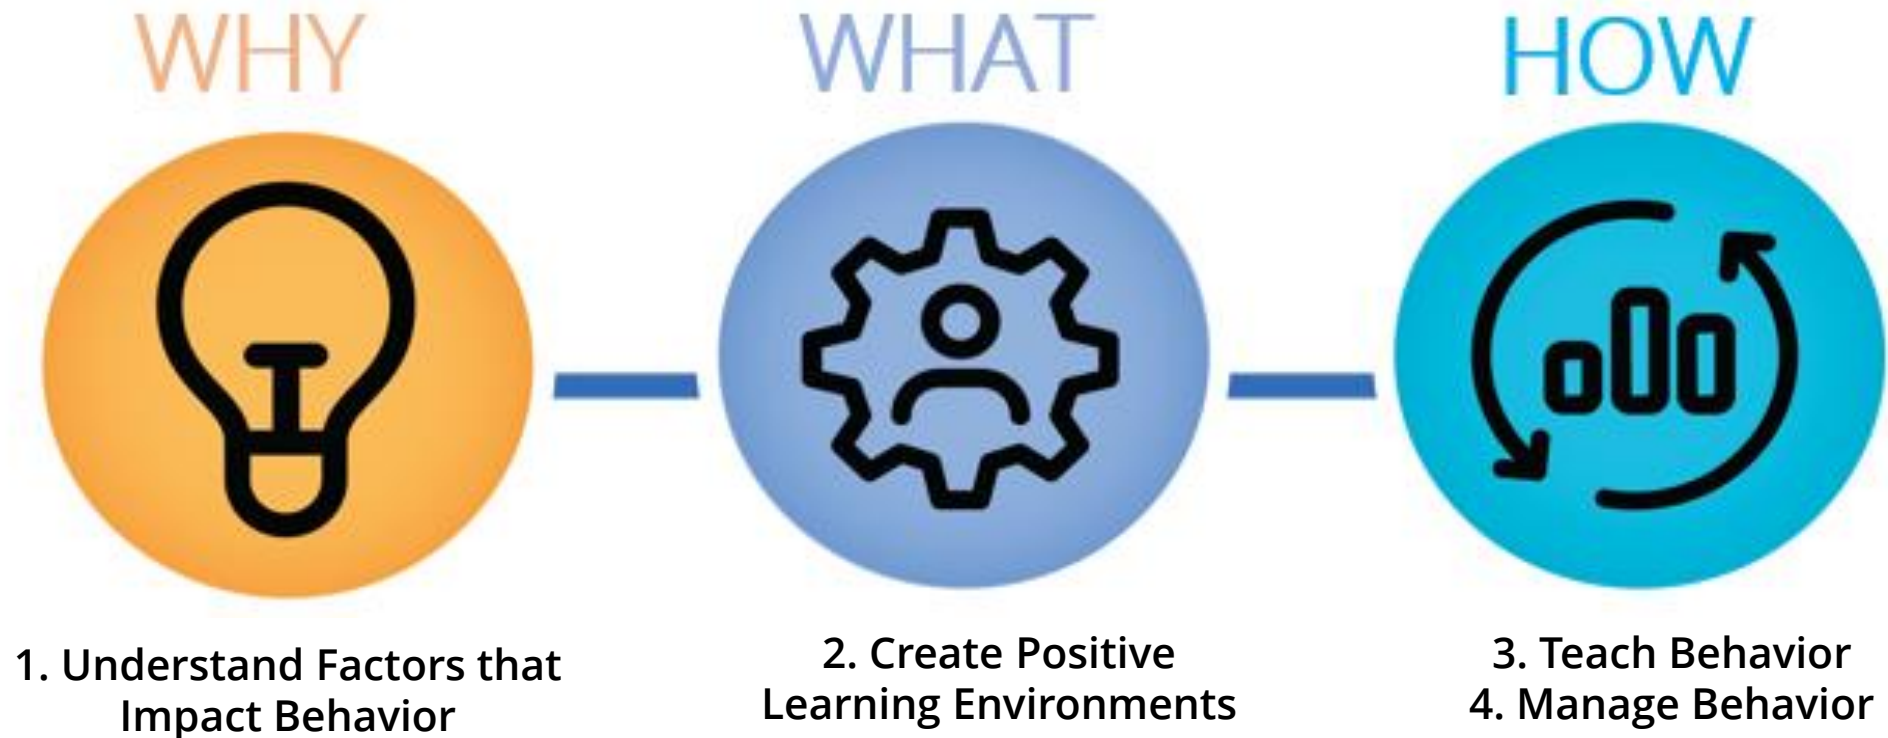 WHY
WHAT
HOW
1. Understand Factors that
Impact Behavior
2. Create Positive
Learning Environments
3. Teach Behavior
4. Manage Behavior